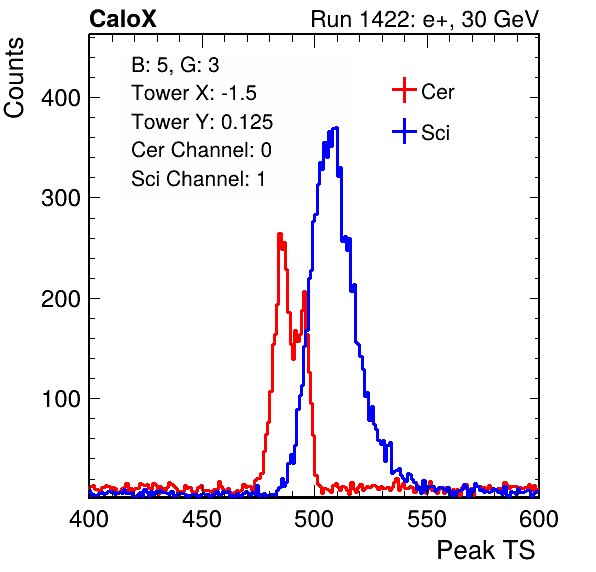 CaloX Run 1422: e+, 30 GeV
Counts
B: 5, G: 3
Tower X: -1.5
Tower Y: 0.125
Cer Channel: 0
Sci Channel: 1
Cer
Sci
400
300
200
100
400 450 500 550 600
Peak TS